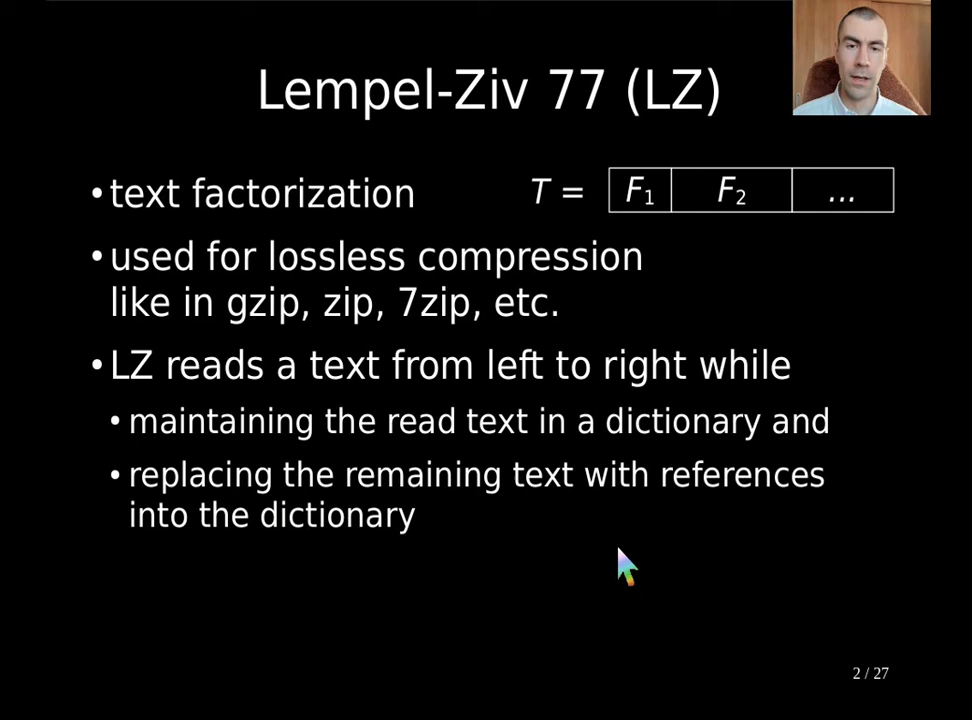 Lempel-Ziv 77 (LZ)
• text factorization
T = F₁ F₂ ...
• used for lossless compression
like in gzip, zip, 7zip, etc.
• LZ reads a text from left to right while
• maintaining the read text in a dictionary and
• replacing the remaining text with references
into the dictionary
2 / 27